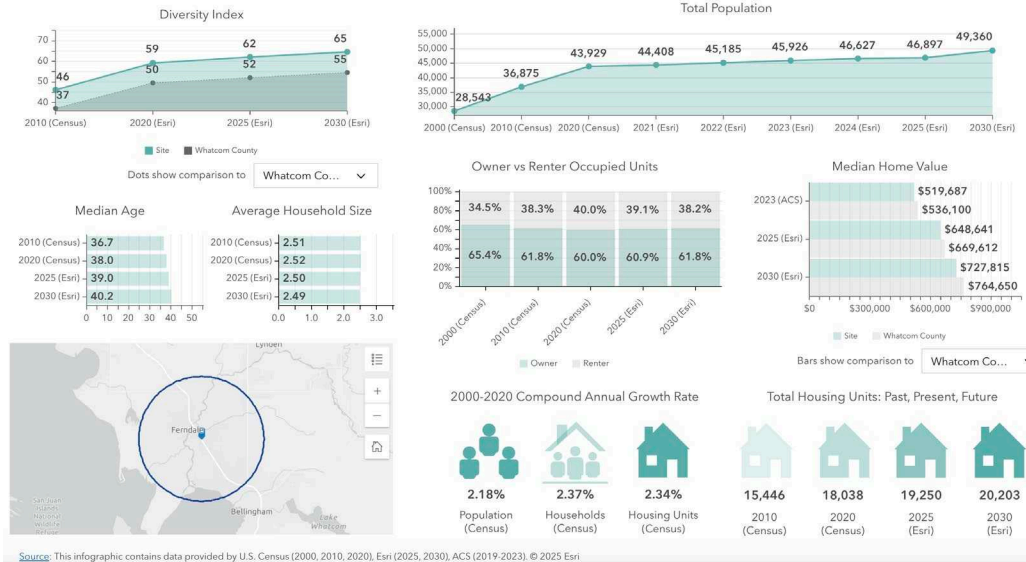 Diversity Index
70
60
50
40
46
59
62
65
37
50
52
55
2010 (Census)
2020 (Esri)
2025 (Esri)
2030 (Esri)
Site
Whatcom County
Dots show comparison to
Whatcom Co...
Total Population
55,000
50,000
45,000
40,000
35,000
30,000
28,543
36,875
43,929
44,408
45,185
45,926
46,627
46,897
49,360
2000 (Census)
2010 (Census)
2020 (Census)
2021 (Esri)
2022 (Esri)
2023 (Esri)
2024 (Esri)
2025 (Esri)
2030 (Esri)
Median Age
2010 (Census)
36.7
2020 (Census)
38.0
2025 (Esri)
39.0
2030 (Esri)
40.2
0 10 20 30 40 50
Average Household Size
2010 (Census)
2.51
2020 (Census)
2.52
2025 (Esri)
2.50
2030 (Esri)
2.49
0.0 1.0 2.0 3.0
Owner vs Renter Occupied Units
100%
80%
60%
40%
20%
0%
34.5% 38.3% 40.0% 39.1% 38.2%
65.4% 61.8% 60.0% 60.9% 61.8%
2000 (Census)
2010 (Census)
2020 (Census)
2025 (Esri)
2030 (Esri)
Owner
Renter
Median Home Value
2023 (ACS)
$519,687
$536,100
2025 (Esri)
$648,641
$669,612
2030 (Esri)
$727,815
$764,650
$0 $300,000 $600,000 $900,000
Site
Whatcom County
Bars show comparison to
Whatcom Co...
Lynden
Ferndale
Bellingham
San Juan
Islands
National
Wildlife
Refuge
Lake
Whatcom
+
−
2000-2020 Compound Annual Growth Rate
2.18%
Population
(Census)
2.37%
Households
(Census)
2.34%
Housing Units
(Census)
Total Housing Units: Past, Present, Future
15,446
2010
(Census)
18,038
2020
(Census)
19,250
2025
(Esri)
20,203
2030
(Esri)
Source: This infographic contains data provided by U.S. Census (2000, 2010, 2020), Esri (2025, 2030), ACS (2019-2023). © 2025 Esri